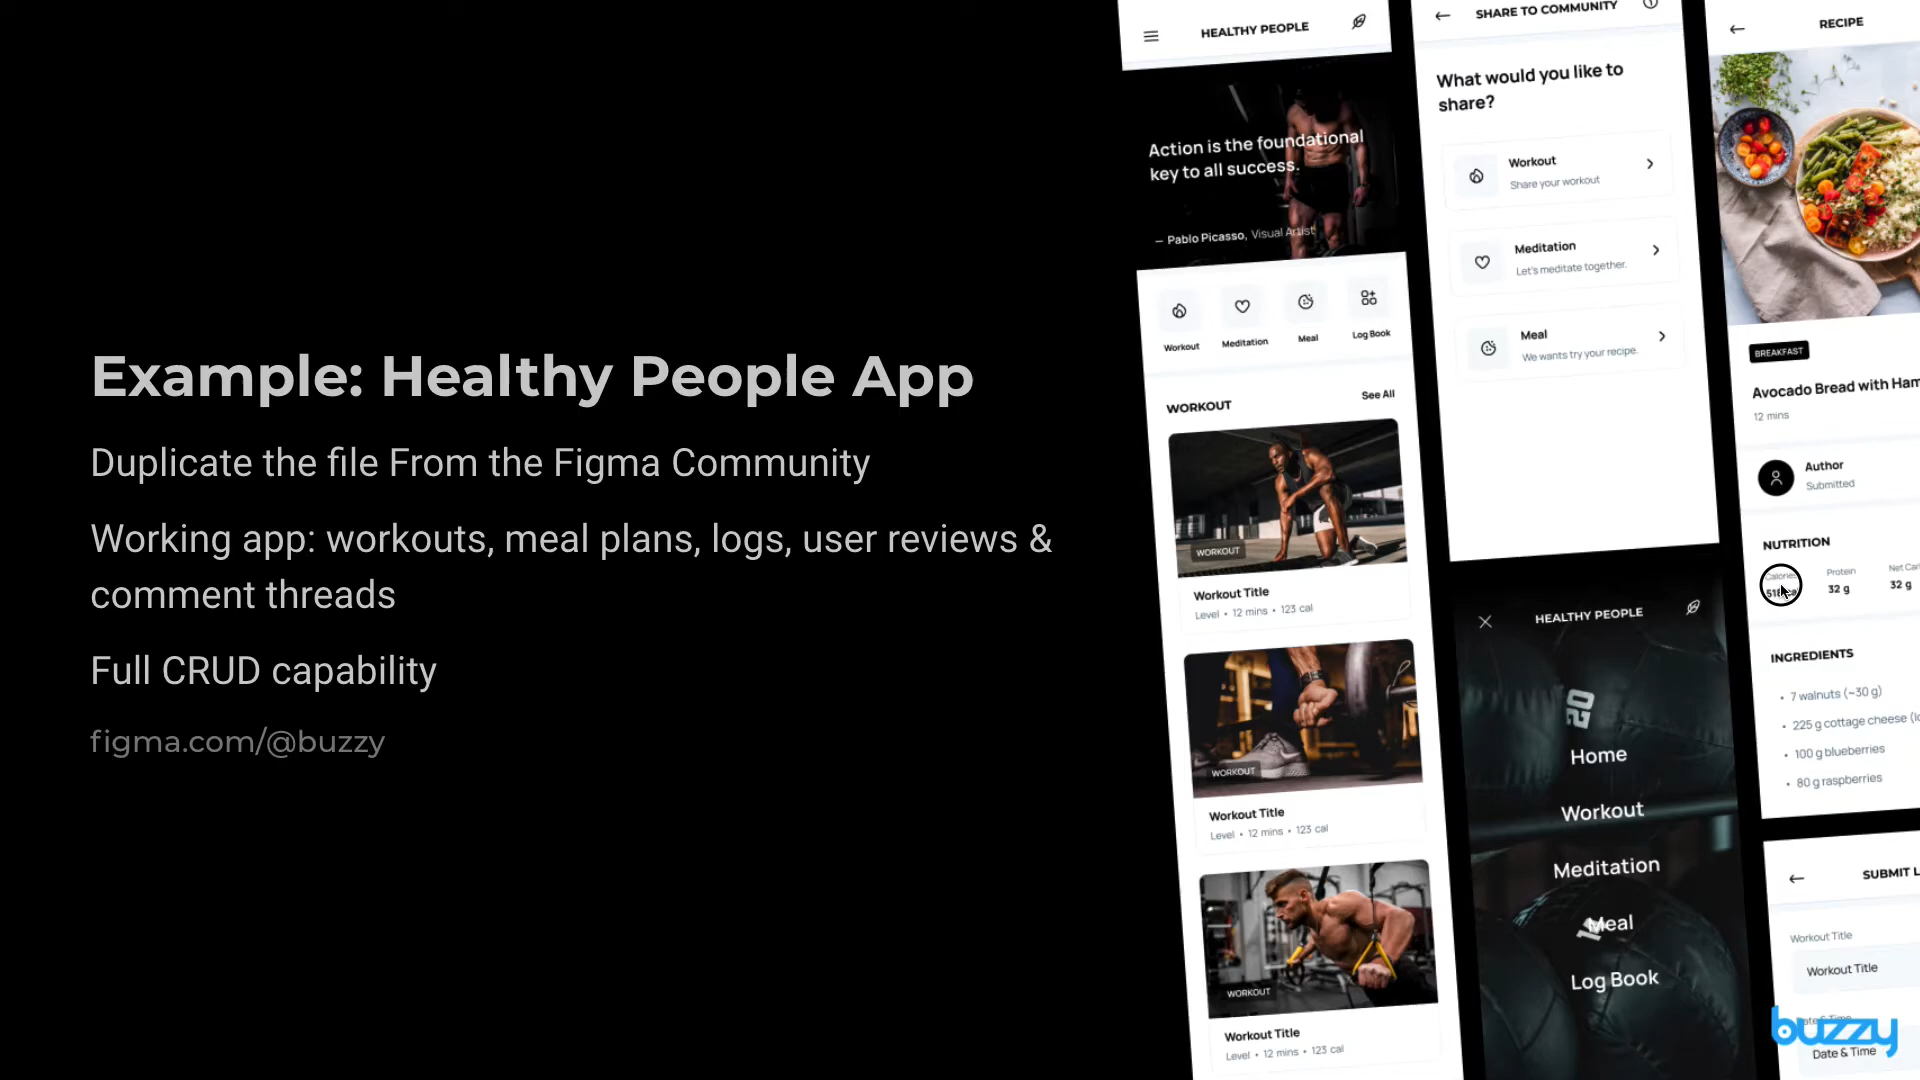 Example: Healthy People App
Duplicate the file From the Figma Community
Working app: workouts, meal plans, logs, user reviews &
comment threads
Full CRUD capability
figma.com/@buzzy
HEALTHY PEOPLE
Action is the foundational
key to all success.
— Pablo Picasso, Visual Artist
Workout
Meditation
Meal
Log Book
WORKOUT
See All
WORKOUT
Workout Title
Level • 12 mins • 123 cal
WORKOUT
Workout Title
Level • 12 mins • 123 cal
WORKOUT
Workout Title
Level • 12 mins • 123 cal
SHARE TO COMMUNITY
What would you like to
share?
Workout
Share your workout
Meditation
Let's meditate together.
Meal
We wants try your recipe.
HEALTHY PEOPLE
20
Home
Workout
Meditation
Meal
Log Book
RECIPE
BREAKFAST
Avocado Bread with Ham
12 mins
Author
Submitted
NUTRITION
Calories
Protein
32 g
Net Car
32 g
INGREDIENTS
• 7 walnuts (~30 g)
• 225 g cottage cheese
• 100 g blueberries
• 80 g raspberries
SUBMIT L
Workout Title
Workout Title
Date & Time
buzzy